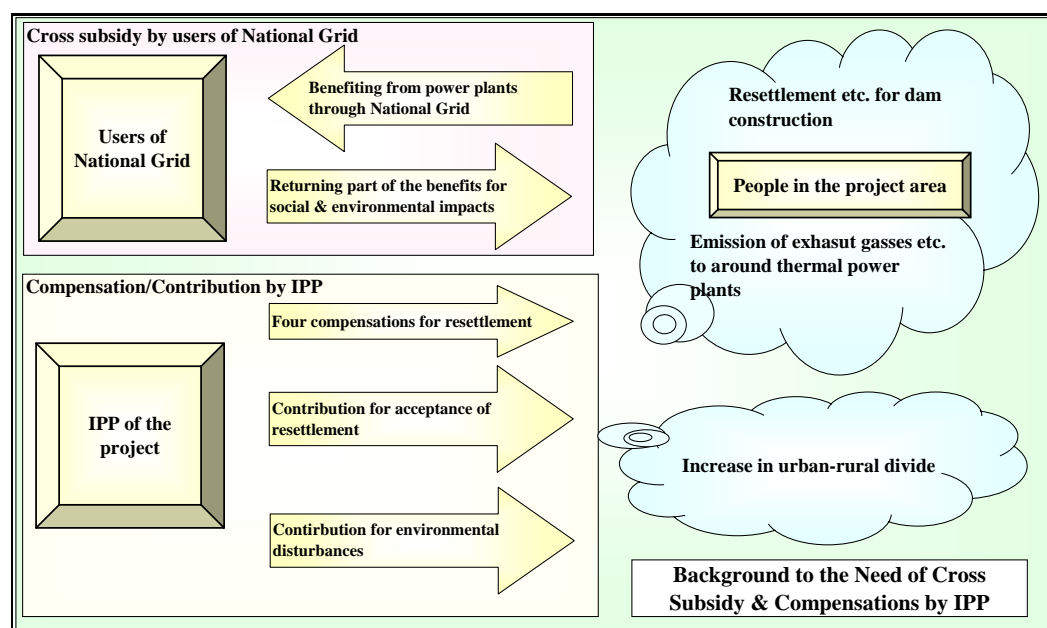 Cross subsidy by users of National Grid
Users of
National Grid
Benefiting from power plants
through National Grid
Returning part of the benefits for
social & environmental impacts
Compensation/Contribution by IPP
IPP of the
project
Four compensations for resettlement
Contribution for acceptance of
resettlement
Contirbution for environmental
disturbances
Resettlement etc. for dam
construction
People in the project area
Emission of exhasut gasses etc.
to around thermal power
plants
Increase in urban-rural divide
Background to the Need of Cross
Subsidy & Compensations by IPP